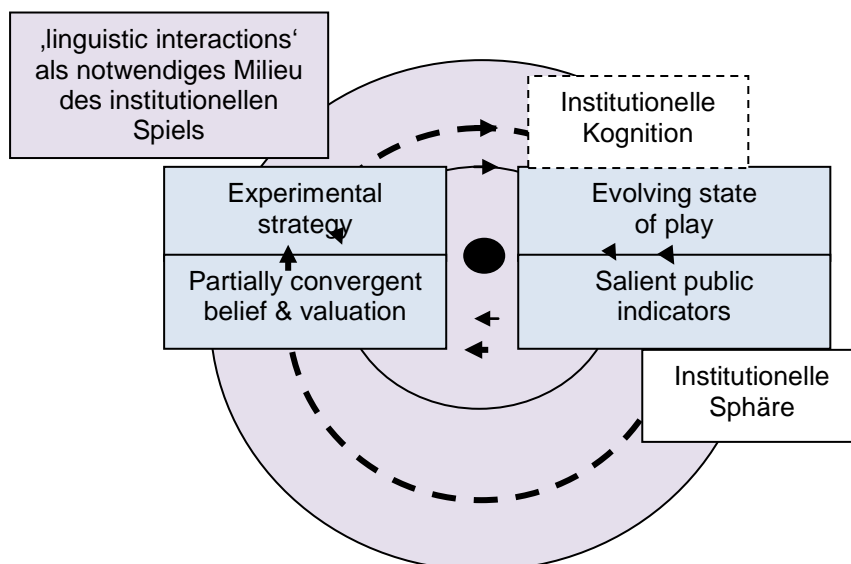 ‚linguistic interactions‘
als notwendiges Milieu
des institutionellen
Spiels
Institutionelle
Kognition
Experimental
strategy
Evolving state
of play
Partially convergent
belief & valuation
Salient public
indicators
Institutionelle
Sphäre